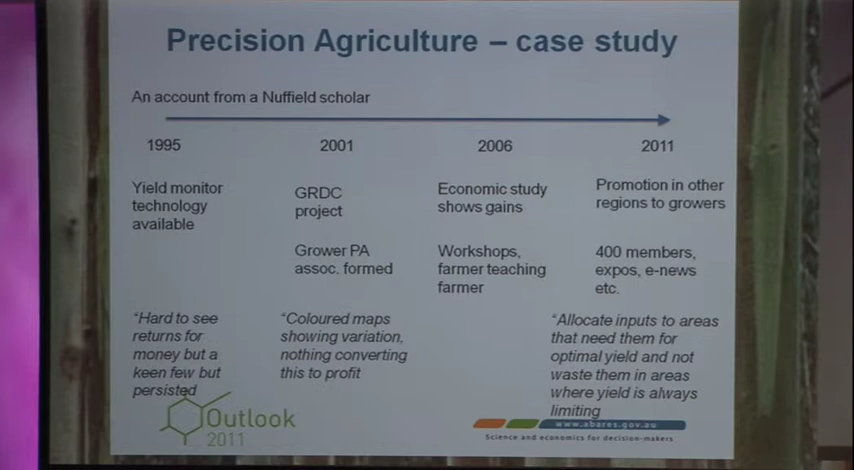 Precision Agriculture – case study
An account from a Nuffield scholar
1995
2001
2006
2011
Yield monitor
technology
available
GRDC
project
Economic study
shows gains
Promotion in other
regions to growers
Grower PA
assoc. formed
Workshops,
farmer teaching
farmer
400 members,
expos, e-news
etc.
“Hard to see
returns for
money but a
keen few but
persisted
“Coloured maps
showing variation,
nothing converting
this to profit
“Allocate inputs to areas
that need them for
optimal yield and not
waste them in areas
where yield is always
limiting
Outlook
2011
www.abares.gov.au
Science and economics for decision-makers